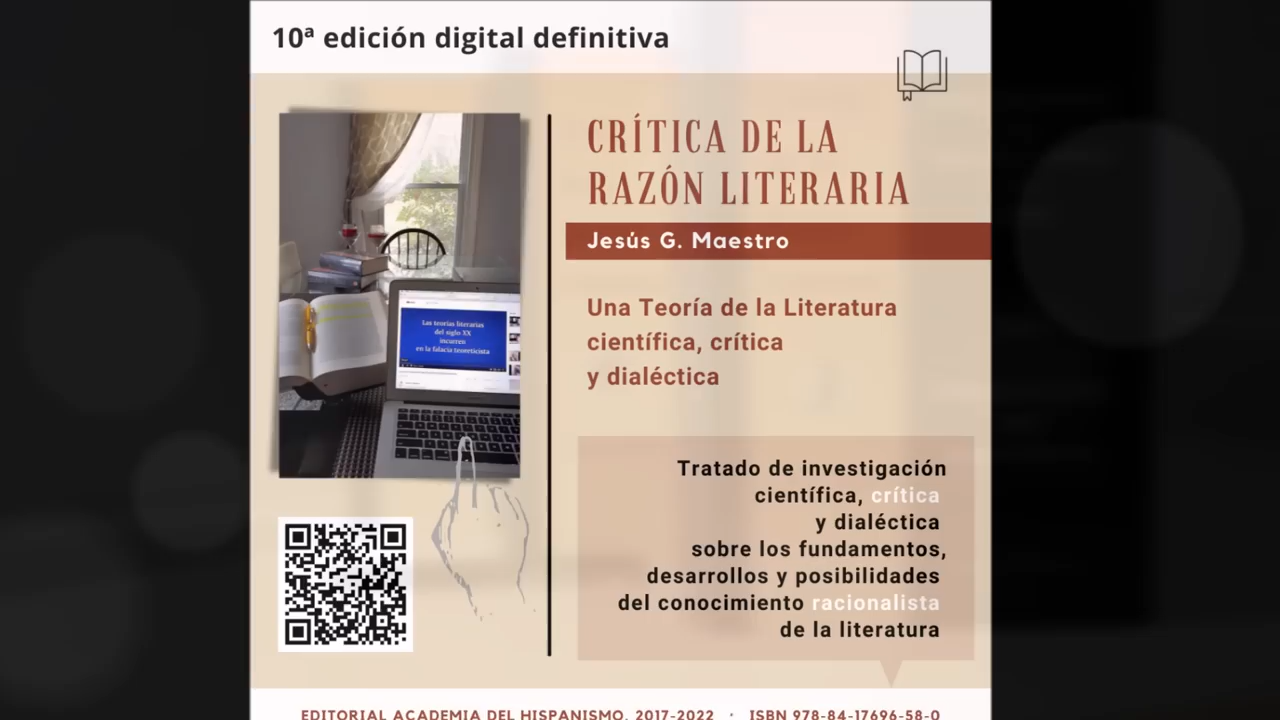 10ª edición digital definitiva
CRÍTICA DE LA
RAZÓN LITERARIA
Jesús G. Maestro
Una Teoría de la Literatura
científica, crítica
y dialéctica
Las teorías literarias
del siglo XX
incurren
en la falacia teoreticista
Tratado de investigación
científica, crítica
y dialéctica
sobre los fundamentos,
desarrollos y posibilidades
del conocimiento racionalista
de la literatura
EDITORIAL ACADEMIA DEL HISPANISMO, 2017-2022 · ISBN 978-84-17696-58-0